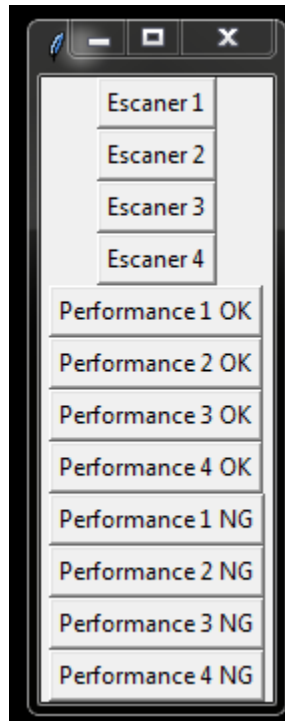 Escaner 1
Escaner 2
Escaner 3
Escaner 4
Performance 1 OK
Performance 2 OK
Performance 3 OK
Performance 4 OK
Performance 1 NG
Performance 2 NG
Performance 3 NG
Performance 4 NG